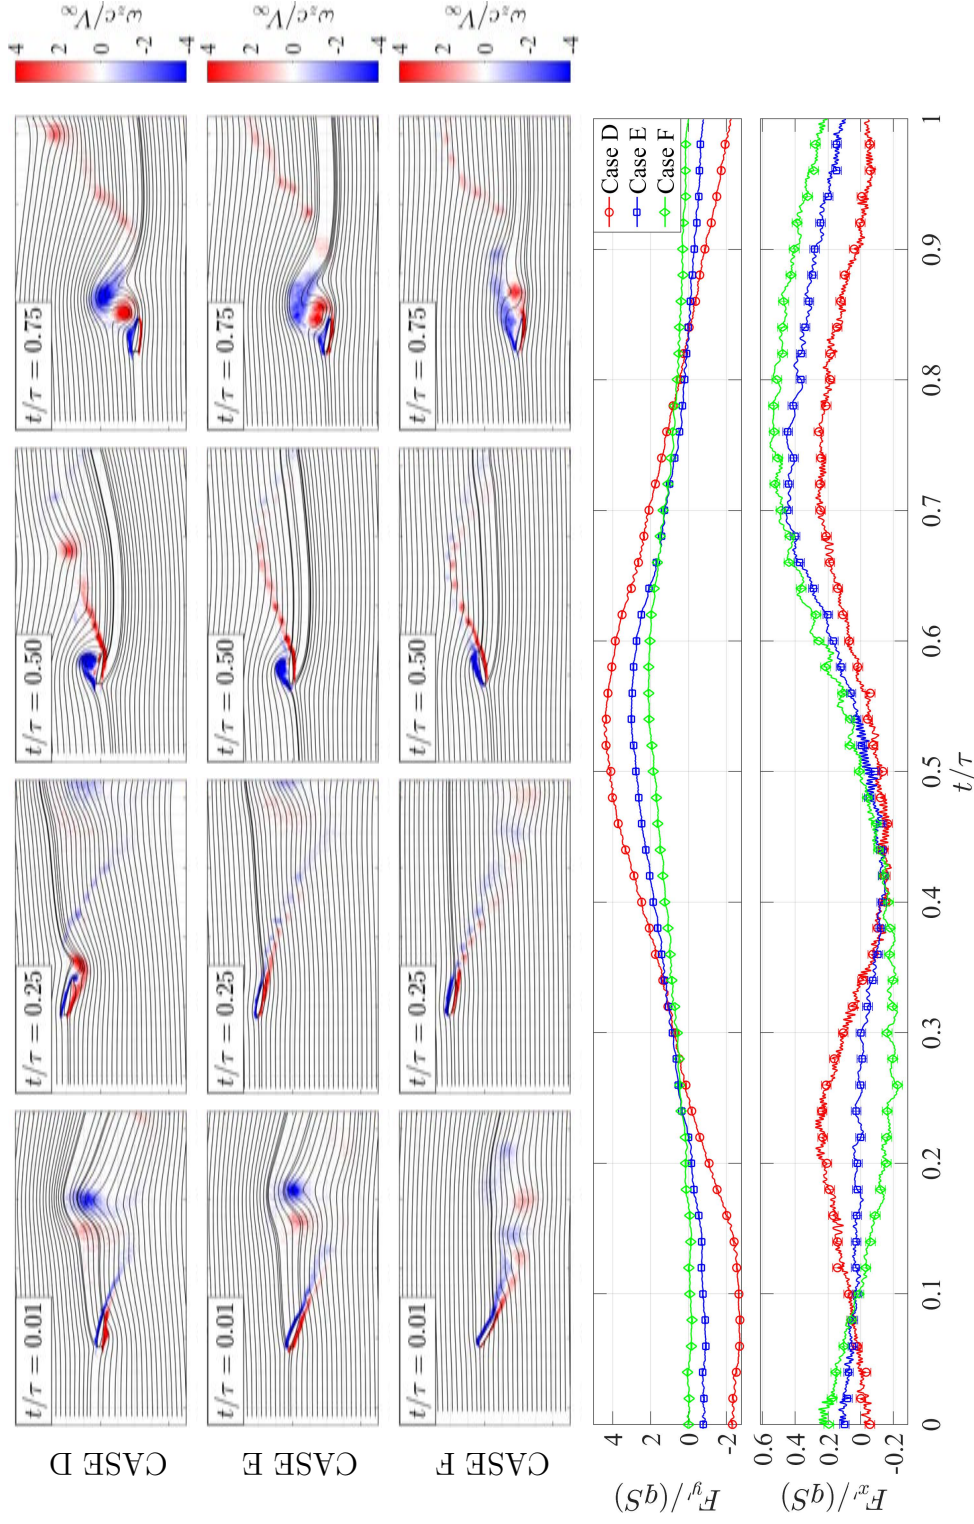 CASE D
t/τ = 0.01
t/τ = 0.25
t/τ = 0.50
t/τ = 0.75
4
2
0
-2
-4
ω_z c/V_∞
CASE E
t/τ = 0.01
t/τ = 0.25
t/τ = 0.50
t/τ = 0.75
4
2
0
-2
-4
ω_z c/V_∞
CASE F
t/τ = 0.01
t/τ = 0.25
t/τ = 0.50
t/τ = 0.75
4
2
0
-2
-4
ω_z c/V_∞
F_y'/(qS)
4
2
0
-2
Case D
Case E
Case F
F_x'/(qS)
0.6
0.4
0.2
0
-0.2
0 0.1 0.2 0.3 0.4 0.5 0.6 0.7 0.8 0.9 1
t/τ